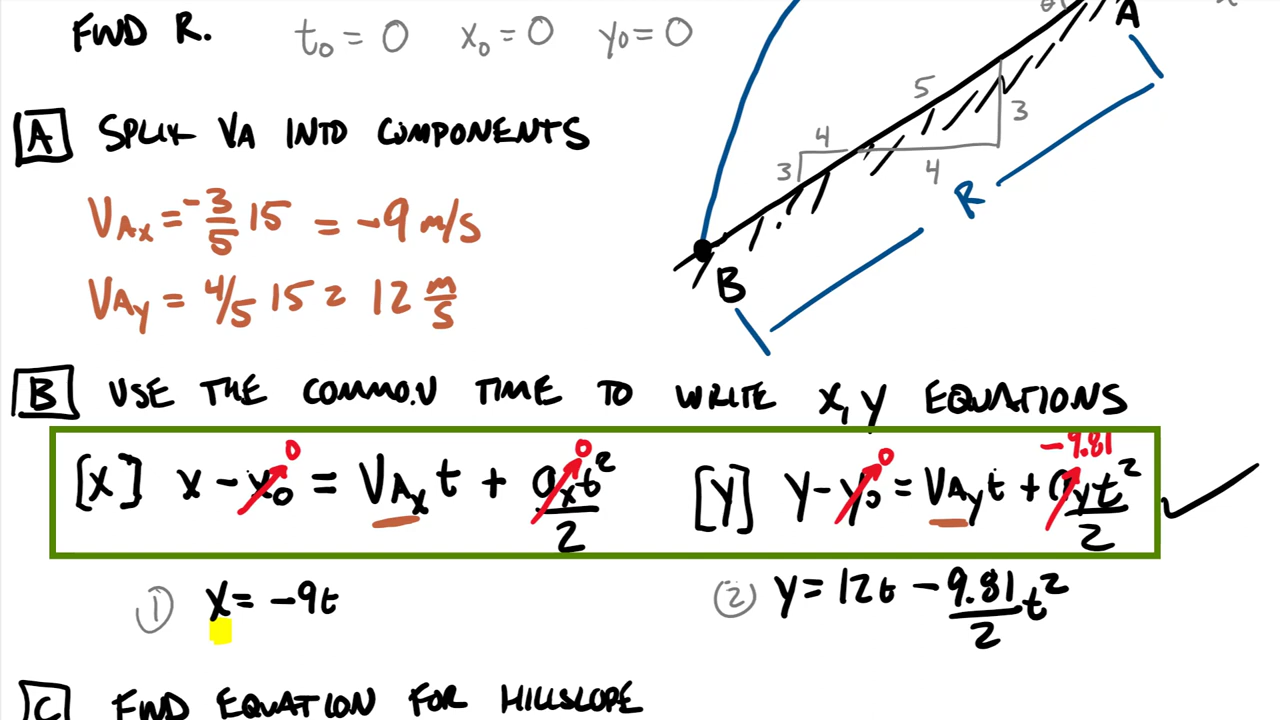 FIND R. t₀ = 0 x₀ = 0 y₀ = 0
A
5
3
4
3
4
R
B
[A] SPLIT VA INTO COMPONENTS
VAx = -3/5 15 = -9 m/s
VAy = 4/5 15 = 12 m/s
[B] USE THE COMMON TIME TO WRITE X, Y EQUATIONS
0 0 0 -9.81
[X] x - x₀ = VAx t + axt²/2 [Y] y - y₀ = VAy t + ayt²/2
① x = -9t ② y = 12t - 9.81/2 t²
[C] FIND EQUATION FOR HILLSLOPE